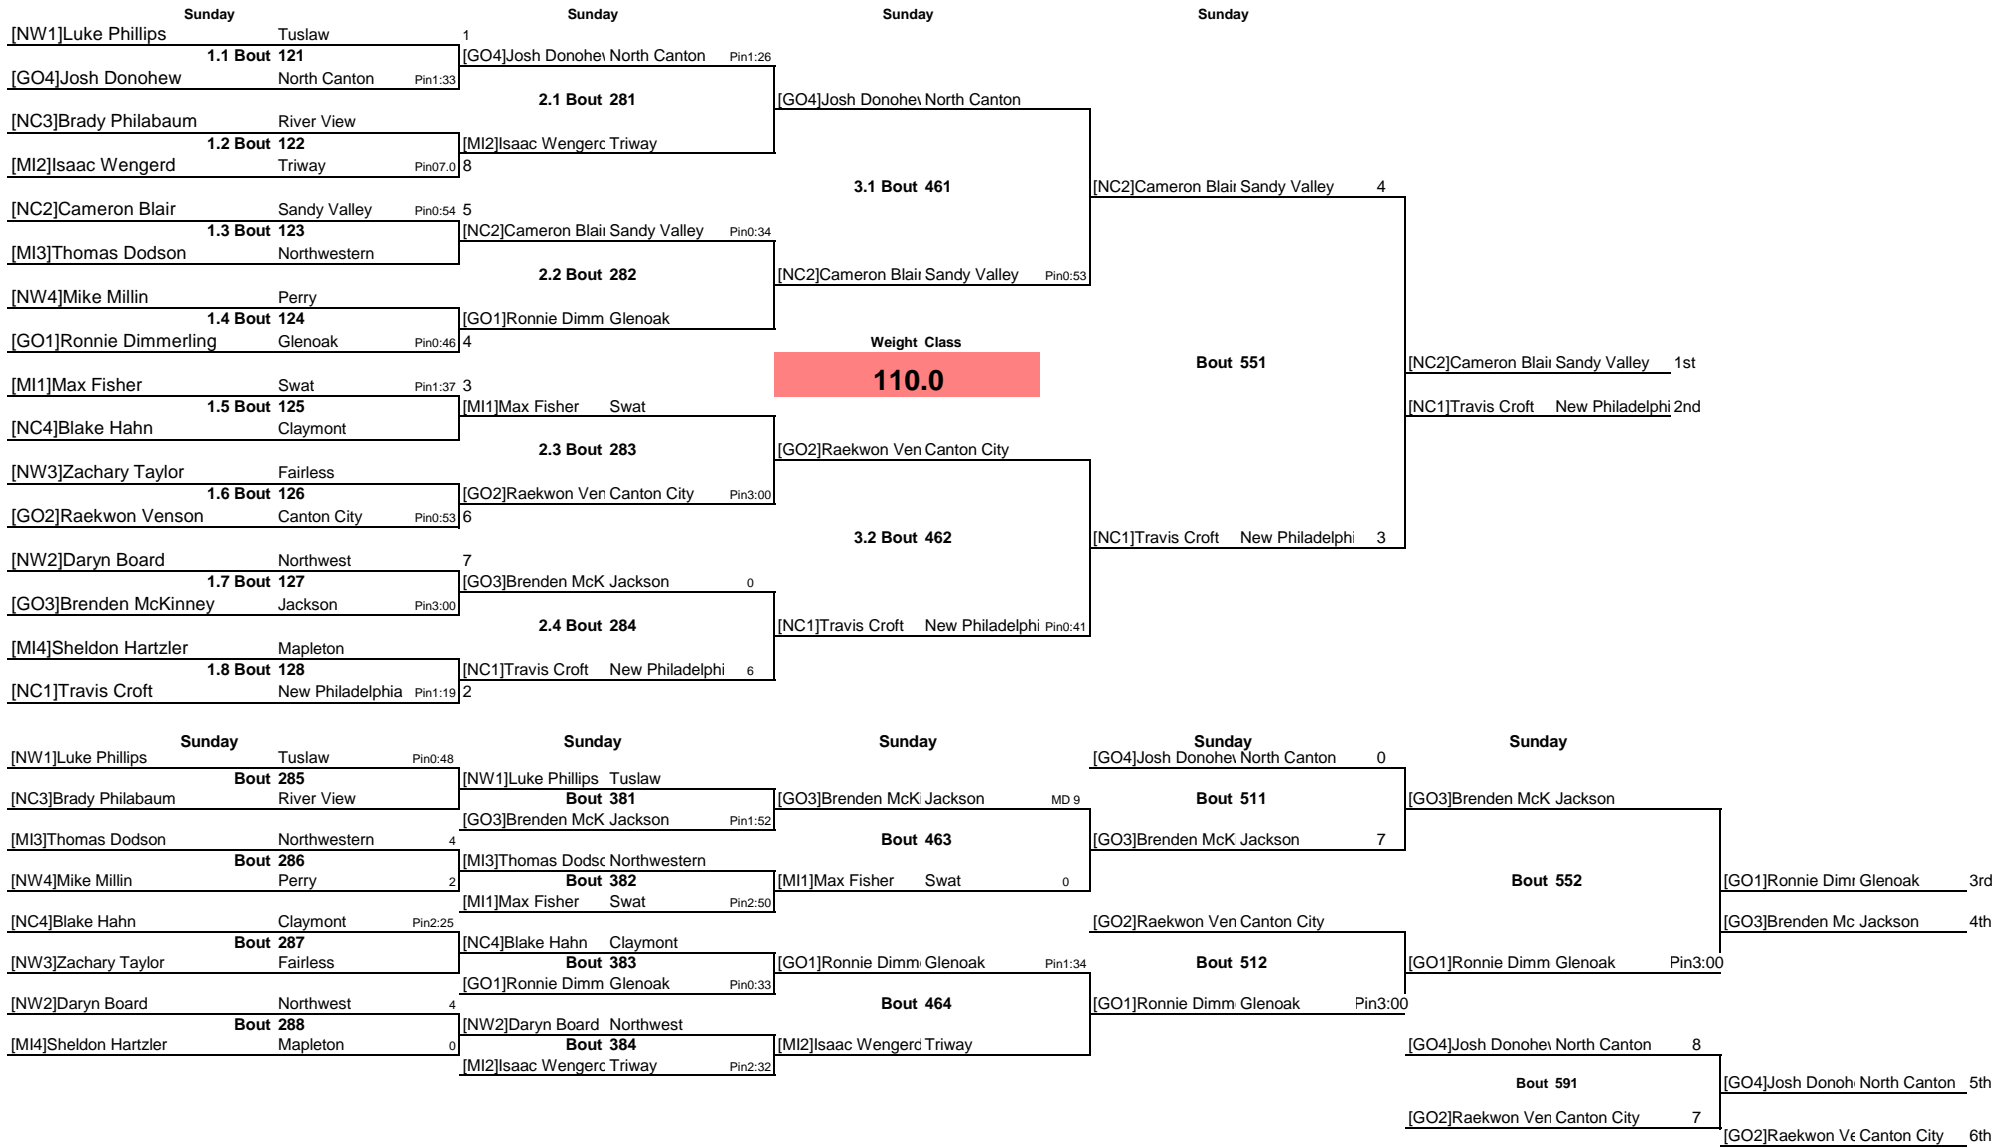 Sunday Sunday Sunday Sunday
[NW1]Luke Phillips Tuslaw 1
1.1 Bout 121 [GO4]Josh Donohew North Canton Pin1:26
[GO4]Josh Donohew North Canton Pin1:33
2.1 Bout 281 [GO4]Josh Donohew North Canton
[NC3]Brady Philabaum River View
1.2 Bout 122 [MI2]Isaac Wengerc Triway
[MI2]Isaac Wengerd Triway Pin07.0 8
3.1 Bout 461 [NC2]Cameron Blair Sandy Valley 4
[NC2]Cameron Blair Sandy Valley Pin0:54 5
1.3 Bout 123 [NC2]Cameron Blair Sandy Valley Pin0:34
[MI3]Thomas Dodson Northwestern
2.2 Bout 282 [NC2]Cameron Blair Sandy Valley Pin0:53
[NW4]Mike Millin Perry
1.4 Bout 124 [GO1]Ronnie Dimm Glenoak
[GO1]Ronnie Dimmerling Glenoak Pin0:46 4 Weight Class
Bout 551 [NC2]Cameron Blair Sandy Valley 1st
[MI1]Max Fisher Swat Pin1:37 3 110.0
1.5 Bout 125 [MI1]Max Fisher Swat [NC1]Travis Croft New Philadelphi 2nd
[NC4]Blake Hahn Claymont
2.3 Bout 283 [GO2]Raekwon Ven Canton City
[NW3]Zachary Taylor Fairless
1.6 Bout 126 [GO2]Raekwon Ven Canton City Pin3:00
[GO2]Raekwon Venson Canton City Pin0:53 6
3.2 Bout 462 [NC1]Travis Croft New Philadelphi 3
[NW2]Daryn Board Northwest 7
1.7 Bout 127 [GO3]Brenden McK Jackson 0
[GO3]Brenden McKinney Jackson Pin3:00
2.4 Bout 284 [NC1]Travis Croft New Philadelphi Pin0:41
[MI4]Sheldon Hartzler Mapleton
1.8 Bout 128 [NC1]Travis Croft New Philadelphi 6
[NC1]Travis Croft New Philadelphia Pin1:19 2
Sunday Sunday Sunday Sunday Sunday
[NW1]Luke Phillips Tuslaw Pin0:48 [GO4]Josh Donohew North Canton 0
Bout 285 [NW1]Luke Phillips Tuslaw
[NC3]Brady Philabaum River View Bout 381 [GO3]Brenden McKi Jackson MD 9 Bout 511 [GO3]Brenden McK Jackson
[GO3]Brenden McK Jackson Pin1:52
[MI3]Thomas Dodson Northwestern 4 Bout 463 [GO3]Brenden McK Jackson 7
Bout 286 [MI3]Thomas Dodsc Northwestern
[NW4]Mike Millin Perry 2 Bout 382 [MI1]Max Fisher Swat 0 Bout 552 [GO1]Ronnie Dimr Glenoak 3rd
[MI1]Max Fisher Swat Pin2:50
[NC4]Blake Hahn Claymont Pin2:25 [GO2]Raekwon Ven Canton City [GO3]Brenden Mc Jackson 4th
Bout 287 [NC4]Blake Hahn Claymont
[NW3]Zachary Taylor Fairless Bout 383 [GO1]Ronnie Dimm Glenoak Pin1:34 Bout 512 [GO1]Ronnie Dimm Glenoak Pin3:00
[GO1]Ronnie Dimm Glenoak Pin0:33
[NW2]Daryn Board Northwest 4 Bout 464 [GO1]Ronnie Dimm Glenoak Pin3:00
Bout 288 [NW2]Daryn Board Northwest
[MI4]Sheldon Hartzler Mapleton 0 Bout 384 [MI2]Isaac Wengerd Triway [GO4]Josh Donohew North Canton 8
[MI2]Isaac Wengerc Triway Pin2:32
Bout 591 [GO4]Josh Donoh North Canton 5th
[GO2]Raekwon Ven Canton City 7
[GO2]Raekwon Ve Canton City 6th